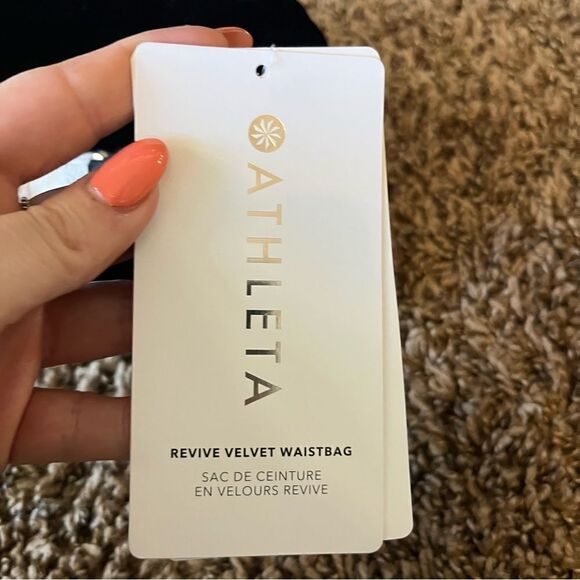 ATHLETA
REVIVE VELVET WAISTBAG
SAC DE CEINTURE
EN VELOURS REVIVE